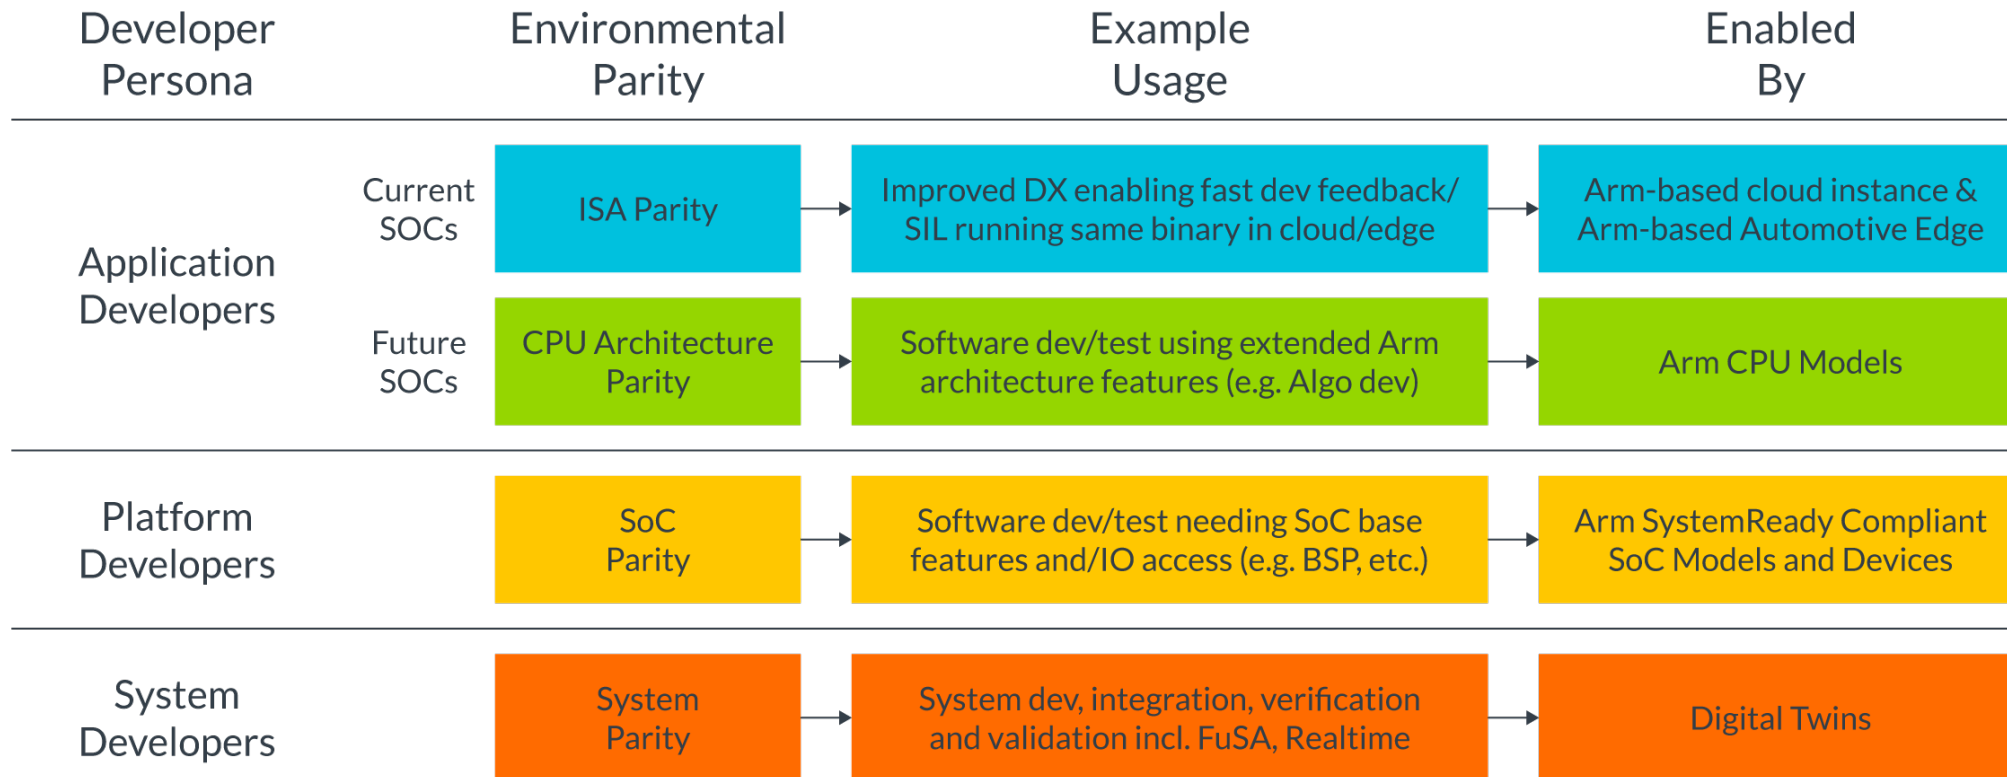 Developer
Persona
Environmental
Parity
Example
Usage
Enabled
By
Application
Developers
Current
SOCs
ISA Parity
Improved DX enabling fast dev feedback/
SIL running same binary in cloud/edge
Arm-based cloud instance &
Arm-based Automotive Edge
Future
SOCs
CPU Architecture
Parity
Software dev/test using extended Arm
architecture features (e.g. Algo dev)
Arm CPU Models
Platform
Developers
SoC
Parity
Software dev/test needing SoC base
features and/IO access (e.g. BSP, etc.)
Arm SystemReady Compliant
SoC Models and Devices
System
Developers
System
Parity
System dev, integration, verification
and validation incl. FuSA, Realtime
Digital Twins